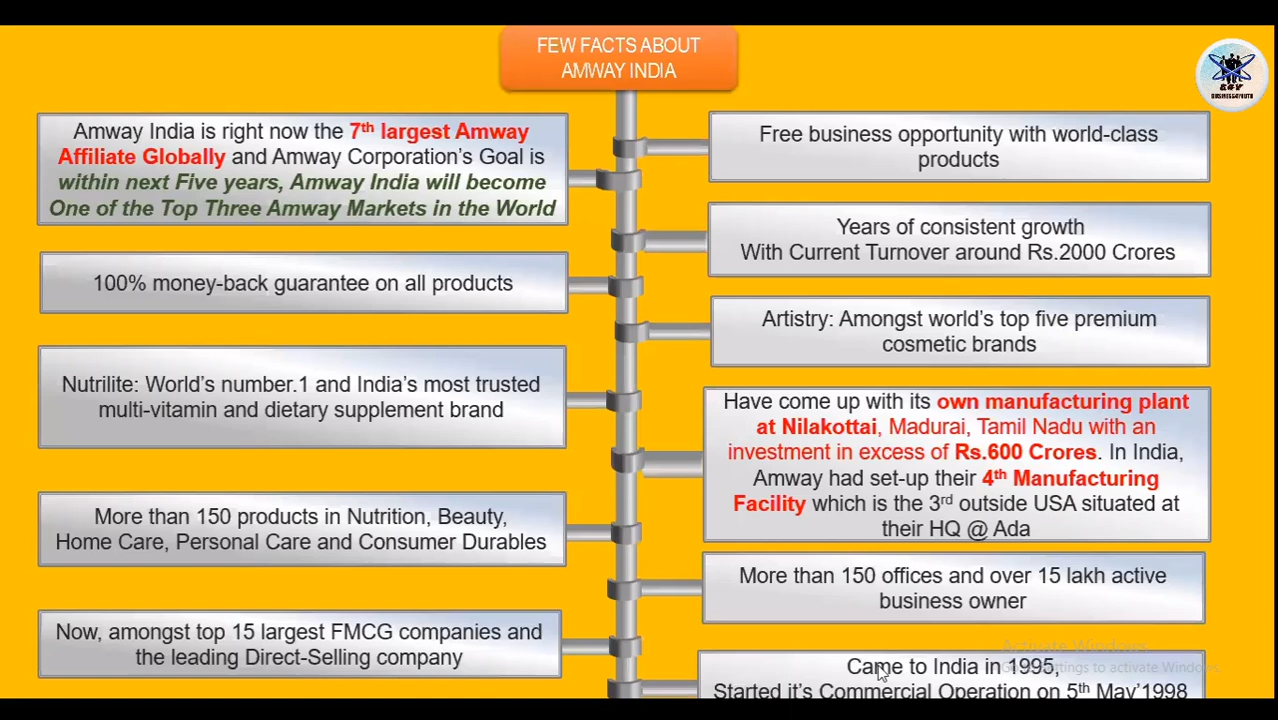 FEW FACTS ABOUT
AMWAY INDIA
Amway India is right now the 7th largest Amway
Affiliate Globally and Amway Corporation’s Goal is
within next Five years, Amway India will become
One of the Top Three Amway Markets in the World
100% money-back guarantee on all products
Nutrilite: World’s number.1 and India’s most trusted
multi-vitamin and dietary supplement brand
More than 150 products in Nutrition, Beauty,
Home Care, Personal Care and Consumer Durables
Now, amongst top 15 largest FMCG companies and
the leading Direct-Selling company
Free business opportunity with world-class
products
Years of consistent growth
With Current Turnover around Rs.2000 Crores
Artistry: Amongst world’s top five premium
cosmetic brands
Have come up with its own manufacturing plant
at Nilakottai, Madurai, Tamil Nadu with an
investment in excess of Rs.600 Crores. In India,
Amway had set-up their 4th Manufacturing
Facility which is the 3rd outside USA situated at
their HQ @ Ada
More than 150 offices and over 15 lakh active
business owner
Came to India in 1995,
Started it’s Commercial Operation on 5th May’1998
Activate Windows
Go to Settings to activate Windows.